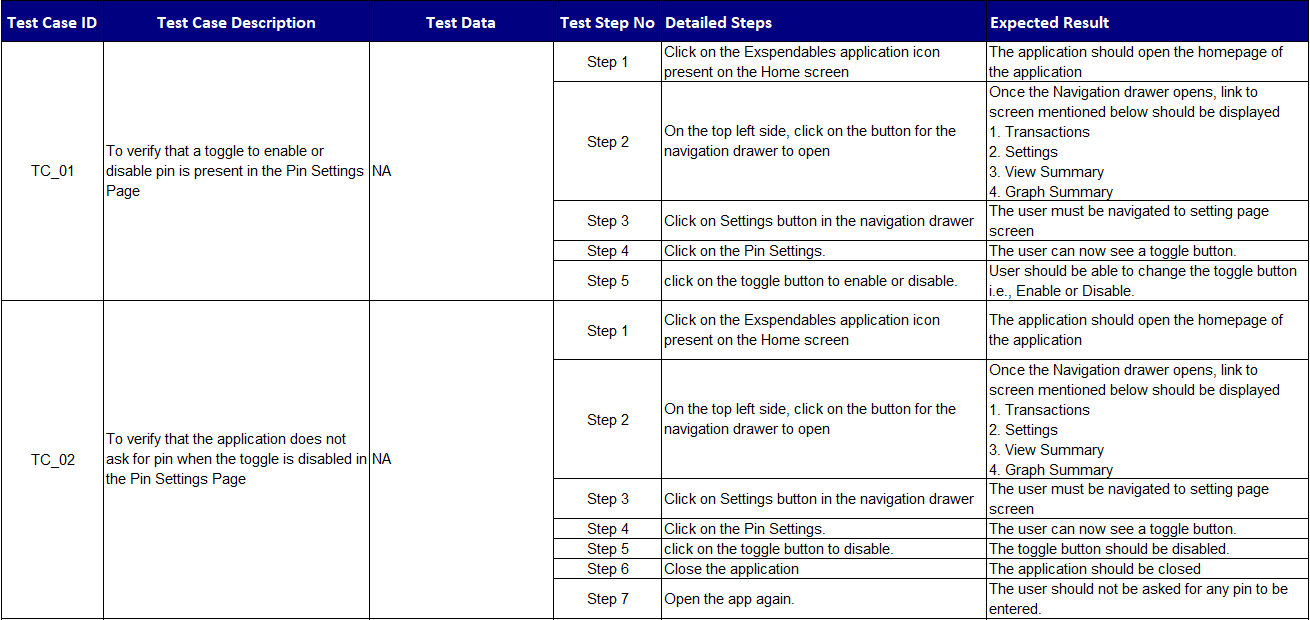 Test Case ID Test Case Description Test Data Test Step No Detailed Steps Expected Result
TC_01
To verify that a toggle to enable or
disable pin is present in the Pin Settings
Page
NA
Step 1
Click on the Exspendables application icon
present on the Home screen
The application should open the homepage of
the application
Step 2
On the top left side, click on the button for the
navigation drawer to open
Once the Navigation drawer opens, link to
screen mentioned below should be displayed
1. Transactions
2. Settings
3. View Summary
4. Graph Summary
Step 3
Click on Settings button in the navigation drawer
The user must be navigated to setting page
screen
Step 4
Click on the Pin Settings.
The user can now see a toggle button.
Step 5
click on the toggle button to enable or disable.
User should be able to change the toggle button
i.e., Enable or Disable.
TC_02
To verify that the application does not
ask for pin when the toggle is disabled in
the Pin Settings Page
NA
Step 1
Click on the Exspendables application icon
present on the Home screen
The application should open the homepage of
the application
Step 2
On the top left side, click on the button for the
navigation drawer to open
Once the Navigation drawer opens, link to
screen mentioned below should be displayed
1. Transactions
2. Settings
3. View Summary
4. Graph Summary
Step 3
Click on Settings button in the navigation drawer
The user must be navigated to setting page
screen
Step 4
Click on the Pin Settings.
The user can now see a toggle button.
Step 5
click on the toggle button to disable.
The toggle button should be disabled.
Step 6
Close the application
The application should be closed
Step 7
Open the app again.
The user should not be asked for any pin to be
entered.